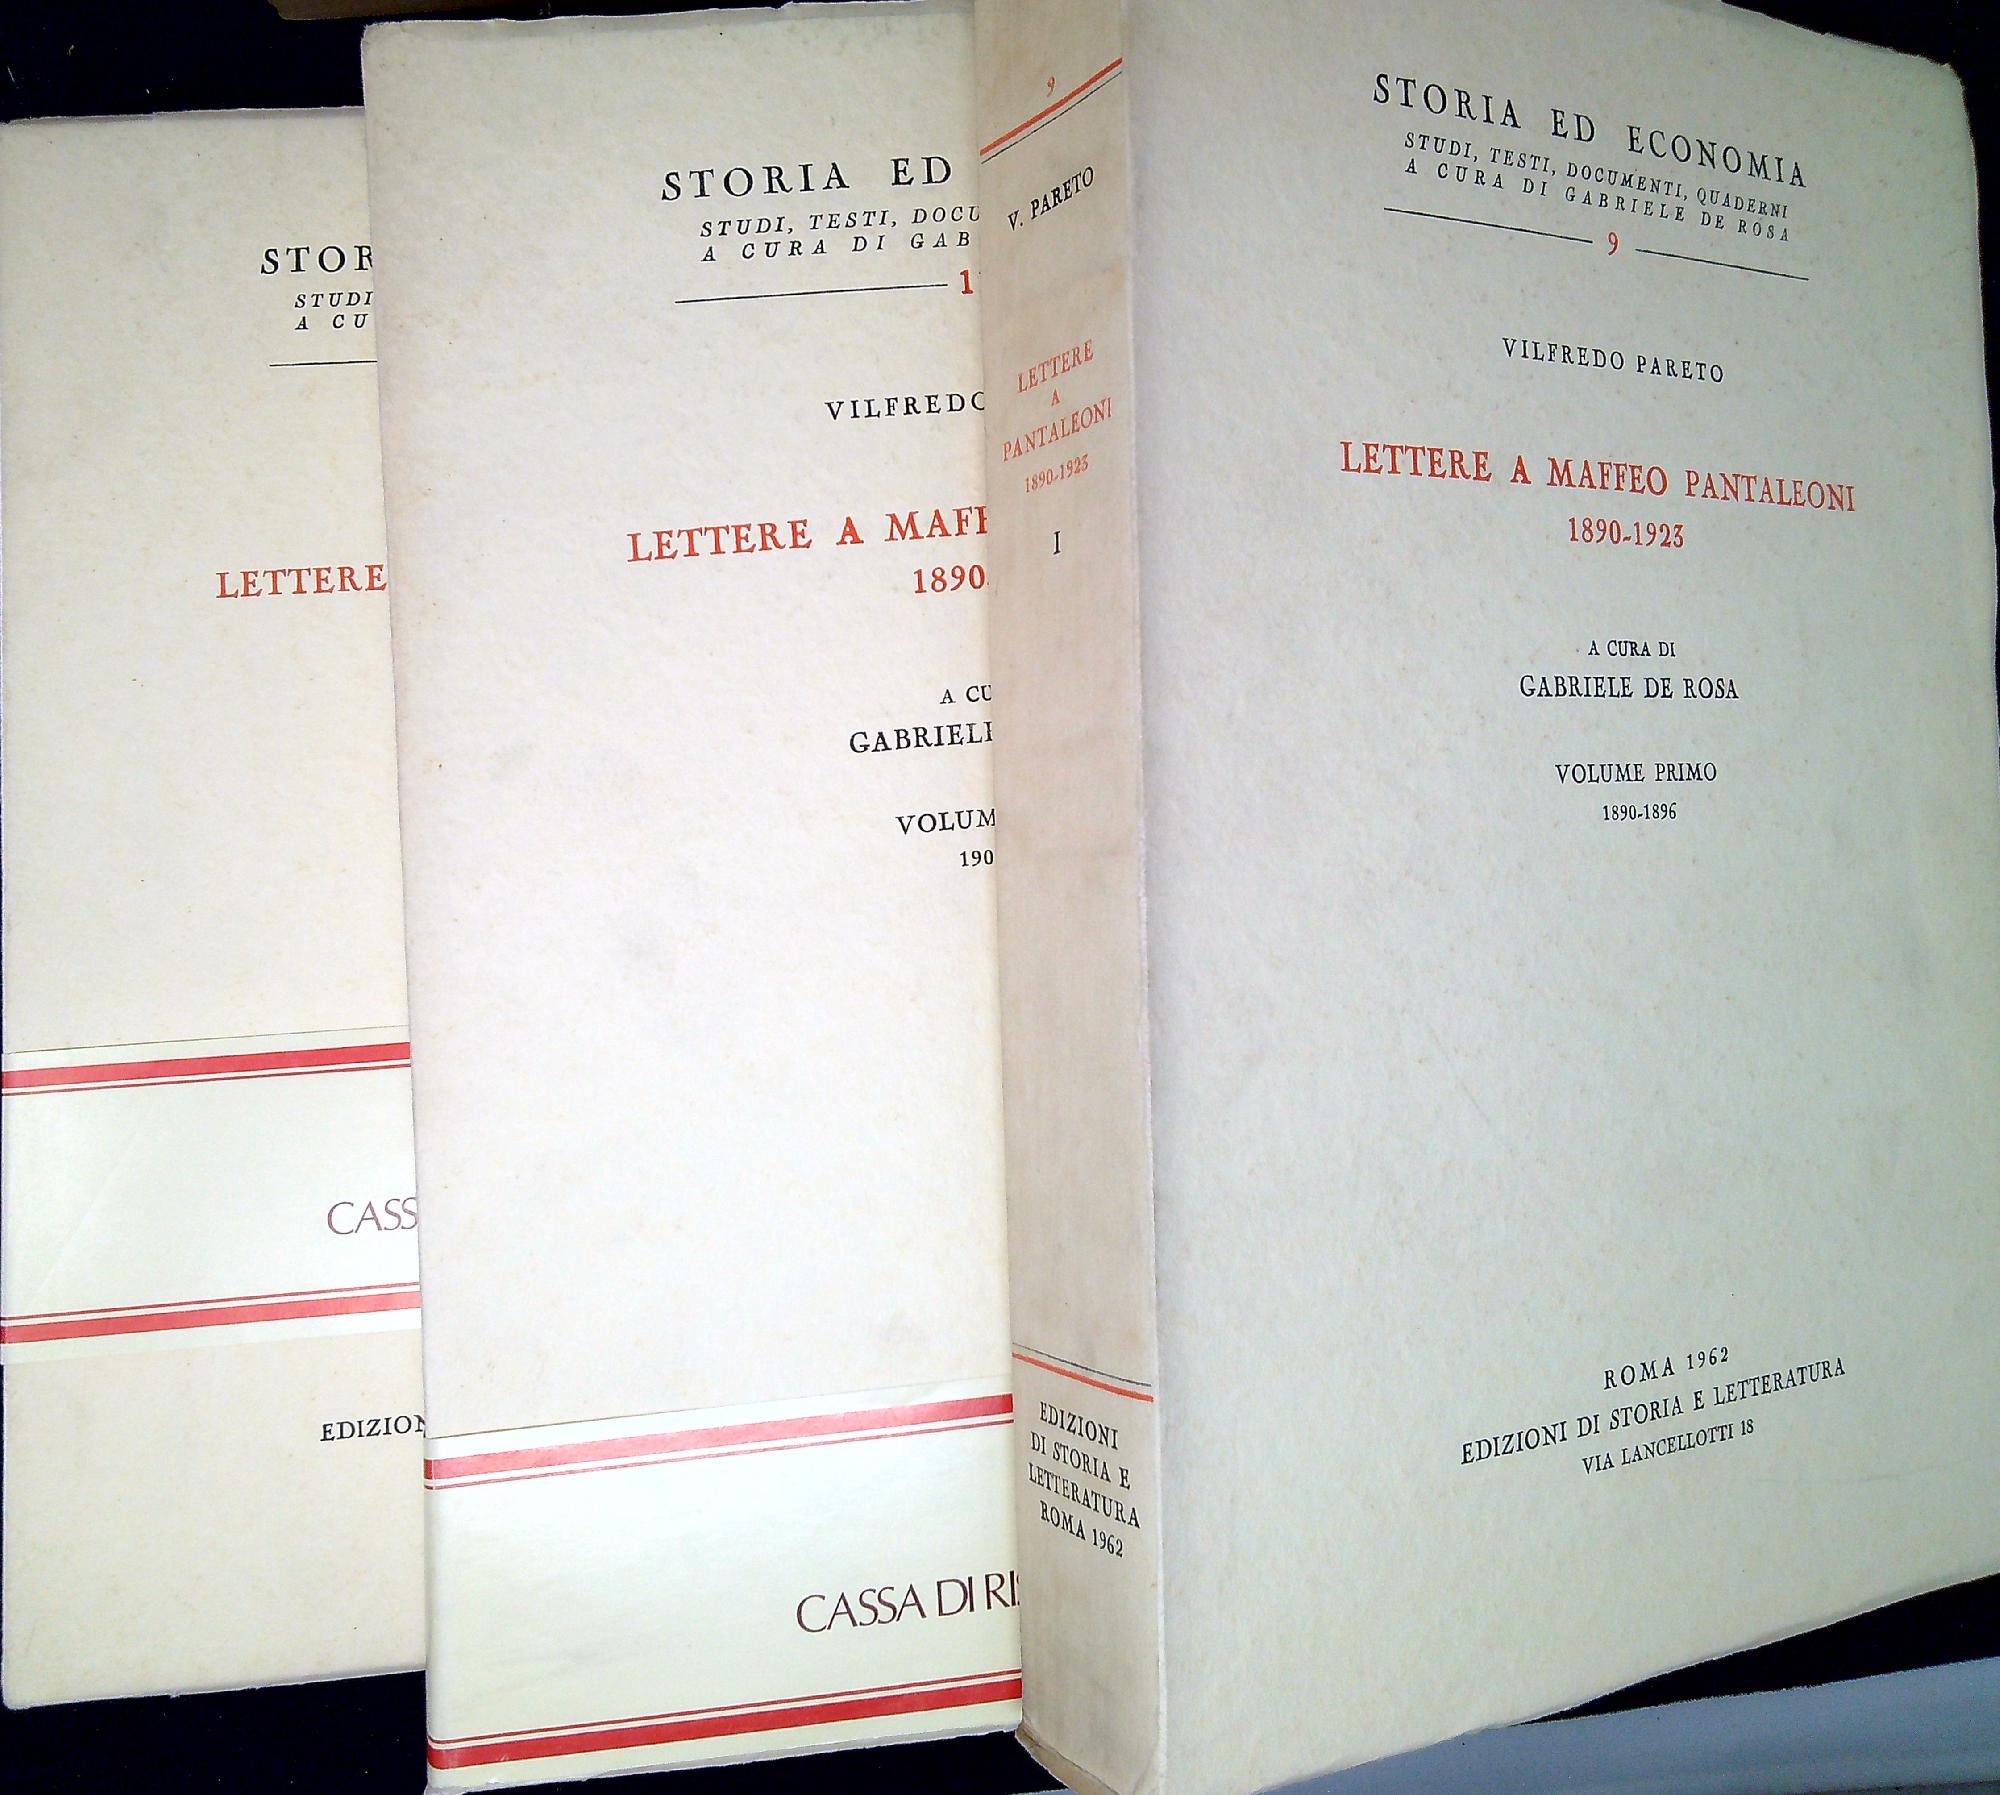 STOR
STUDI
A CU
LETTERE
CASS
EDIZION
STORIA ED
STUDI, TESTI, DOCU
A CURA DI GAB
1
VILFREDO
LETTERE A MAFF
1890-
A CU
GABRIELE
VOLUM
190
CASSA DI RIS
9
V. PARETO
LETTERE
A
PANTALEONI
1890-1923
I
EDIZIONI
DI STORIA E
LETTERATURA
ROMA 1962
STORIA ED ECONOMIA
STUDI, TESTI, DOCUMENTI, QUADERNI
A CURA DI GABRIELE DE ROSA
9
VILFREDO PARETO
LETTERE A MAFFEO PANTALEONI
1890-1923
A CURA DI
GABRIELE DE ROSA
VOLUME PRIMO
1890-1896
ROMA 1962
EDIZIONI DI STORIA E LETTERATURA
VIA LANCELLOTTI 18